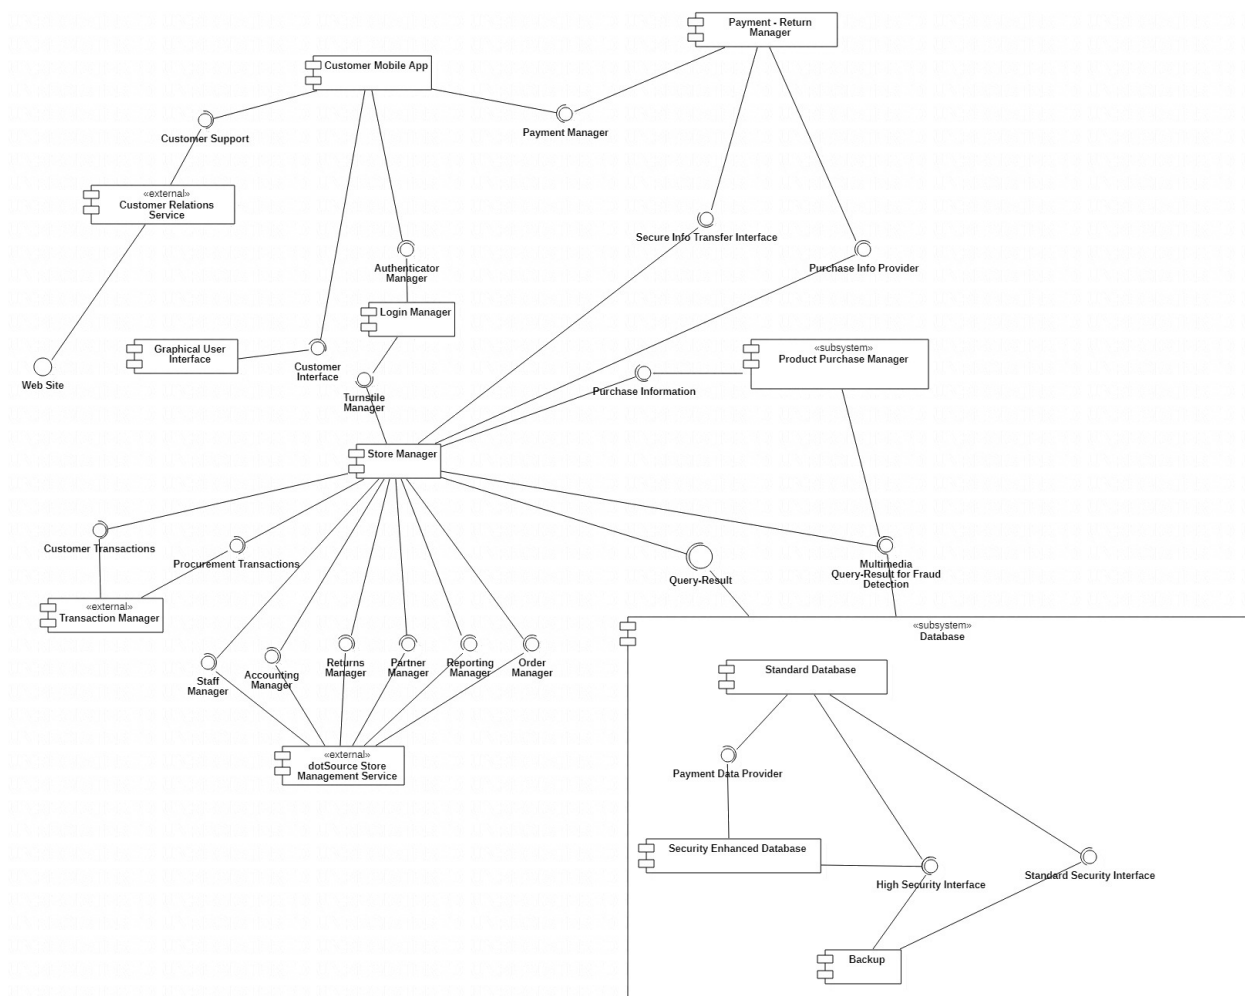 Payment - Return
Manager
Customer Mobile App
Payment Manager
Customer Support
«external»
Customer Relations
Service
Secure Info Transfer Interface
Purchase Info Provider
Authenticator
Manager
Login Manager
Graphical User
Interface
Customer
Interface
Web Site
«subsystem»
Product Purchase Manager
Purchase Information
Turnstile
Manager
Store Manager
Customer Transactions
Procurement Transactions
«external»
Transaction Manager
Query-Result
Multimedia
Query-Result for Fraud
Detection
«subsystem»
Database
Staff
Manager
Accounting
Manager
Returns
Manager
Partner
Manager
Reporting
Manager
Order
Manager
«external»
dotSource Store
Management Service
Standard Database
Payment Data Provider
Security Enhanced Database
High Security Interface
Standard Security Interface
Backup